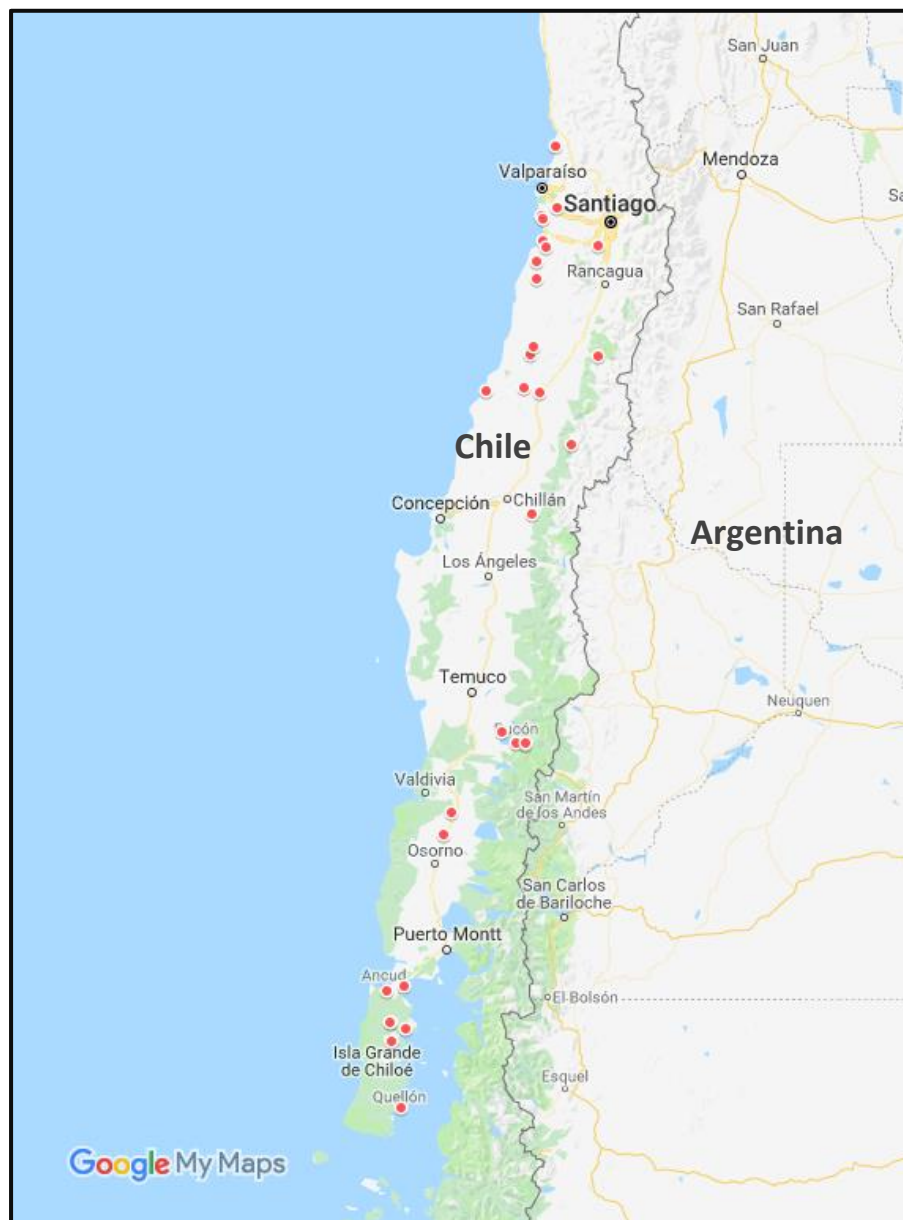 San Juan
Mendoza
Valparaíso
Santiago
Rancagua
San Rafael
Chile
Chillán
Concepción
Argentina
Los Ángeles
Temuco
Neuquen
Valdivia
San Martín
de los Andes
Osorno
San Carlos
de Bariloche
Puerto Montt
Ancud
El Bolsón
Isla Grande
de Chiloé
Esquel
Quellón
Google My Maps